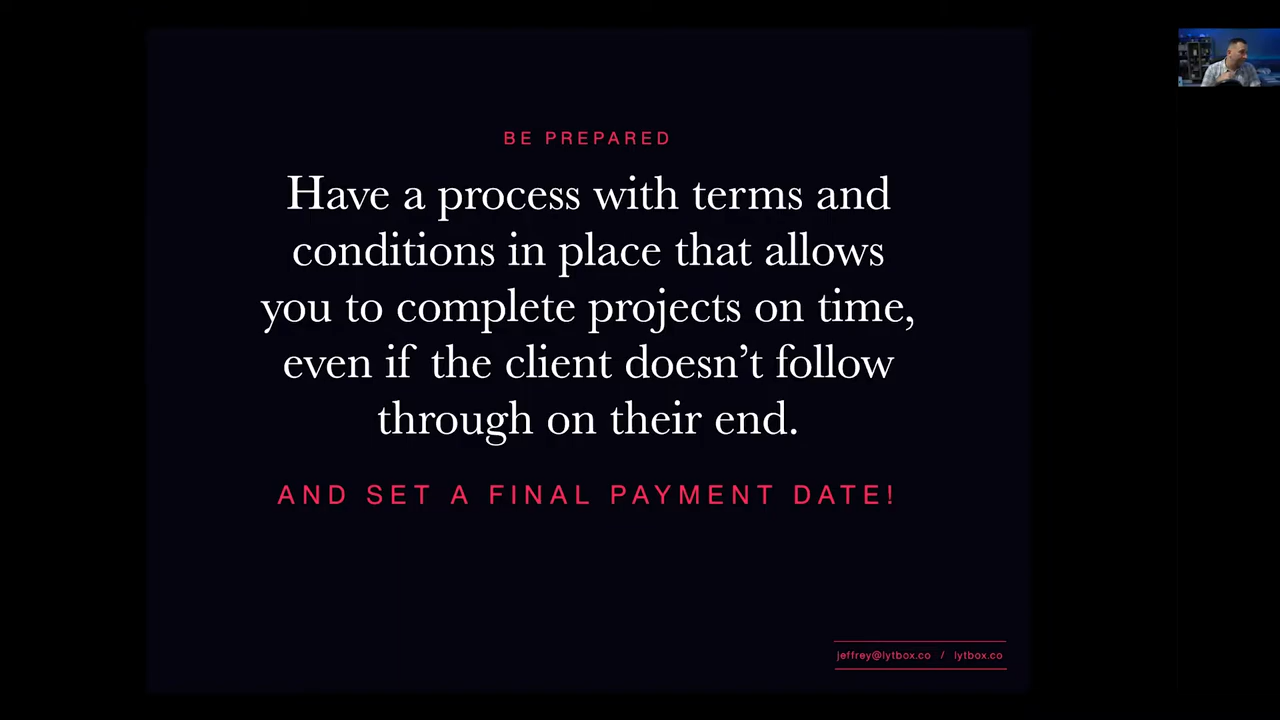 BE PREPARED
Have a process with terms and
conditions in place that allows
you to complete projects on time,
even if the client doesn’t follow
through on their end.
AND SET A FINAL PAYMENT DATE!
jeffrey@lytbox.co / lytbox.co